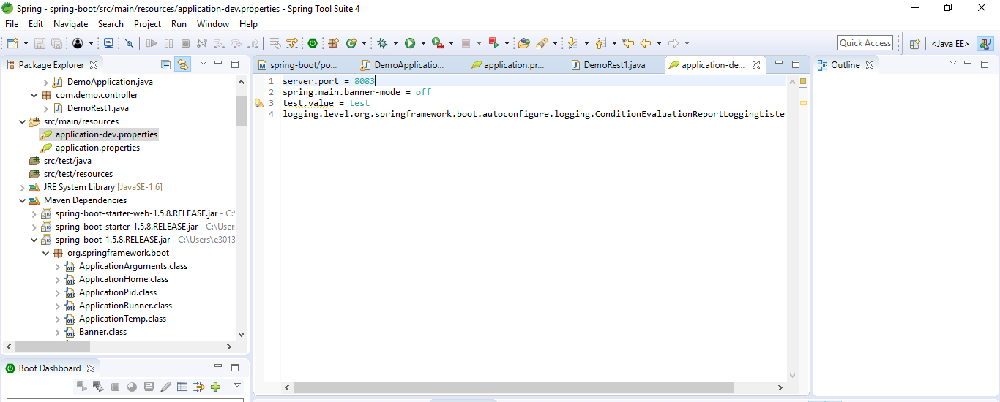 Spring - spring-boot/src/main/resources/application-dev.properties - Spring Tool Suite 4
File Edit Navigate Search Project Run Window Help
Quick Access
<Java EE>
Package Explorer
DemoApplication.java
com.demo.controller
DemoRest1.java
src/main/resources
application-dev.properties
application.properties
src/test/java
src/test/resources
JRE System Library [JavaSE-1.6]
Maven Dependencies
spring-boot-starter-web-1.5.8.RELEASE.jar - C:\
spring-boot-starter-1.5.8.RELEASE.jar - C:\User
spring-boot-1.5.8.RELEASE.jar - C:\Users\e3013
org.springframework.boot
ApplicationArguments.class
ApplicationHome.class
ApplicationPid.class
ApplicationRunner.class
ApplicationTemp.class
Banner.class
Boot Dashboard
spring-boot/po... DemoApplicatio... application.pr... DemoRest1.java application-de...
1 server.port = 8083
2 spring.main.banner-mode = off
3 test.value = test
4 logging.level.org.springframework.boot.autoconfigure.logging.ConditionEvaluationReportLoggingListen
Outline